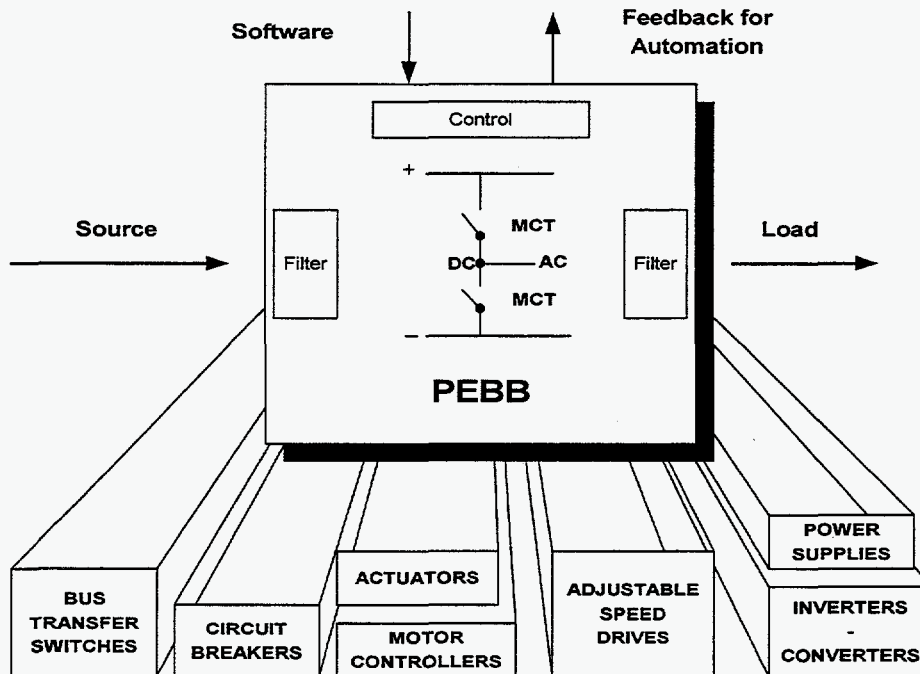 Software
Feedback for
Automation
Control
+
MCT
Source
Filter
DC
AC
Filter
Load
MCT
–
PEBB
BUS
TRANSFER
SWITCHES
CIRCUIT
BREAKERS
ACTUATORS
MOTOR
CONTROLLERS
ADJUSTABLE
SPEED
DRIVES
POWER
SUPPLIES
INVERTERS
-
CONVERTERS